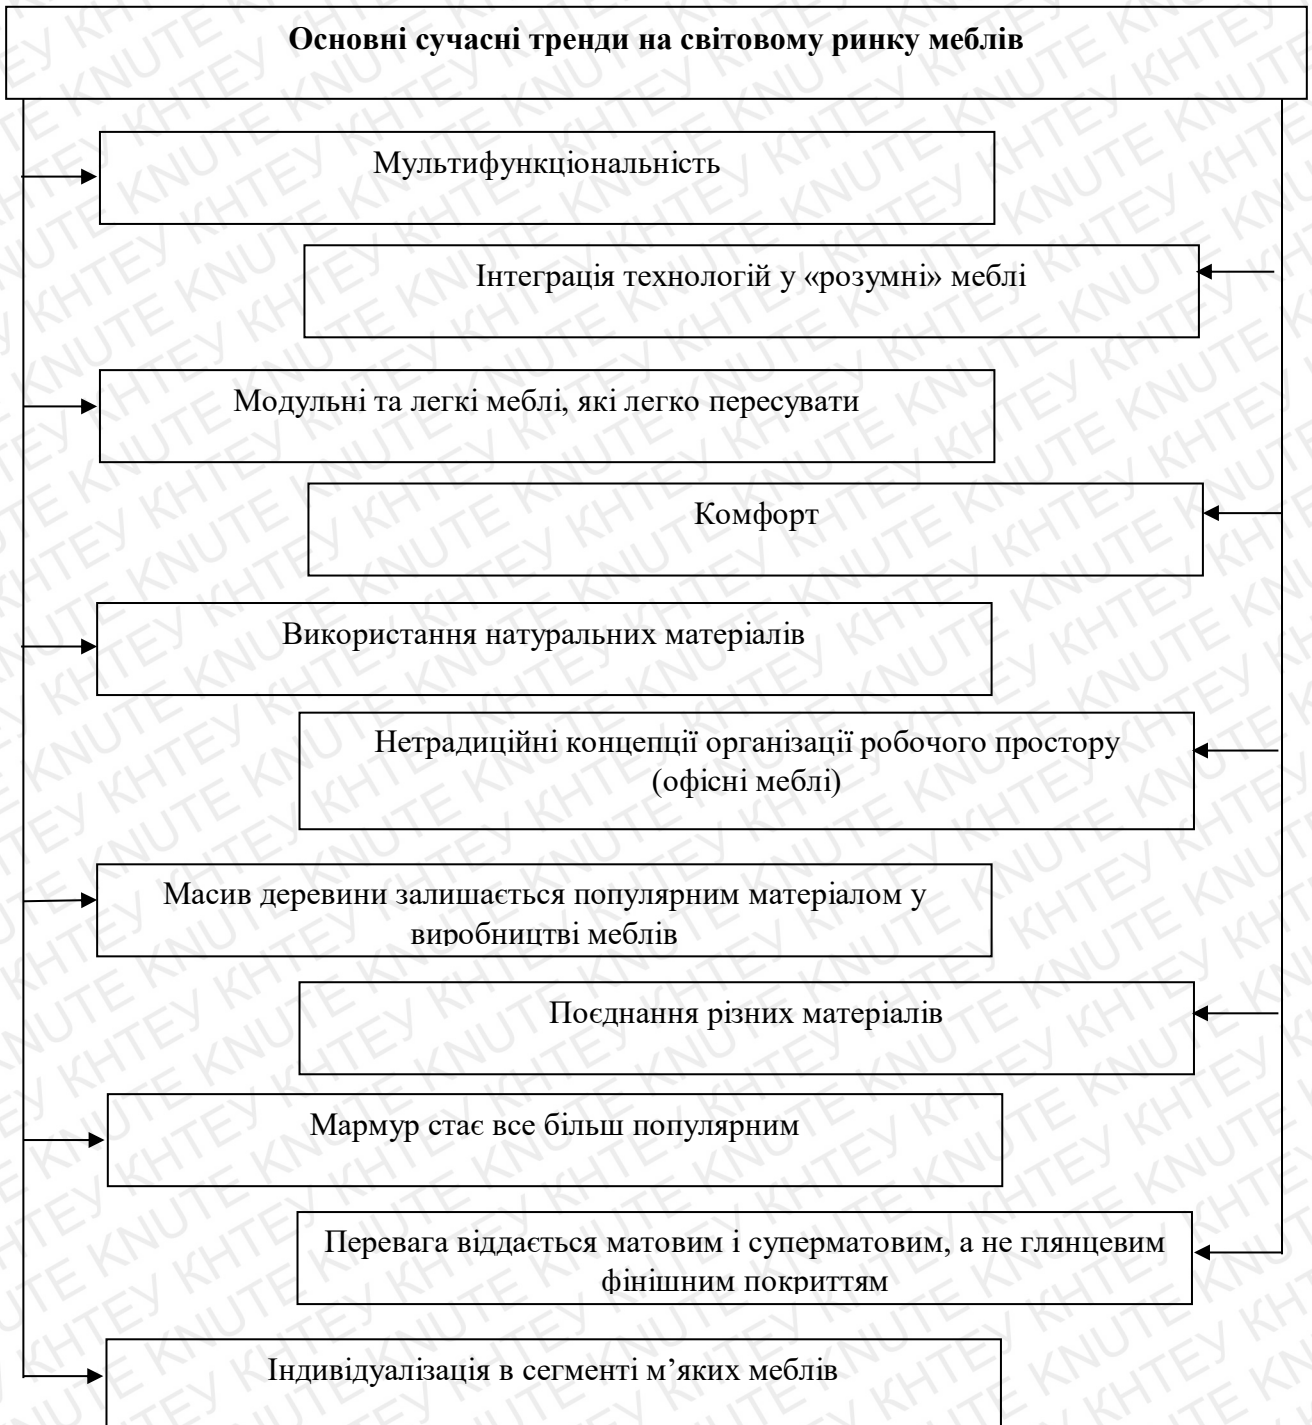 Основні сучасні тренди на світовому ринку меблів
Мультифункціональність
Інтеграція технологій у «розумні» меблі
Модульні та легкі меблі, які легко пересувати
Комфорт
Використання натуральних матеріалів
Нетрадиційні концепції організації робочого простору
(офісні меблі)
Масив деревини залишається популярним матеріалом у
виробництві меблів
Поєднання різних матеріалів
Мармур стає все більш популярним
Перевага віддається матовим і суперматовим, а не глянцевим
фінішним покриттям
Індивідуалізація в сегменті м’яких меблів